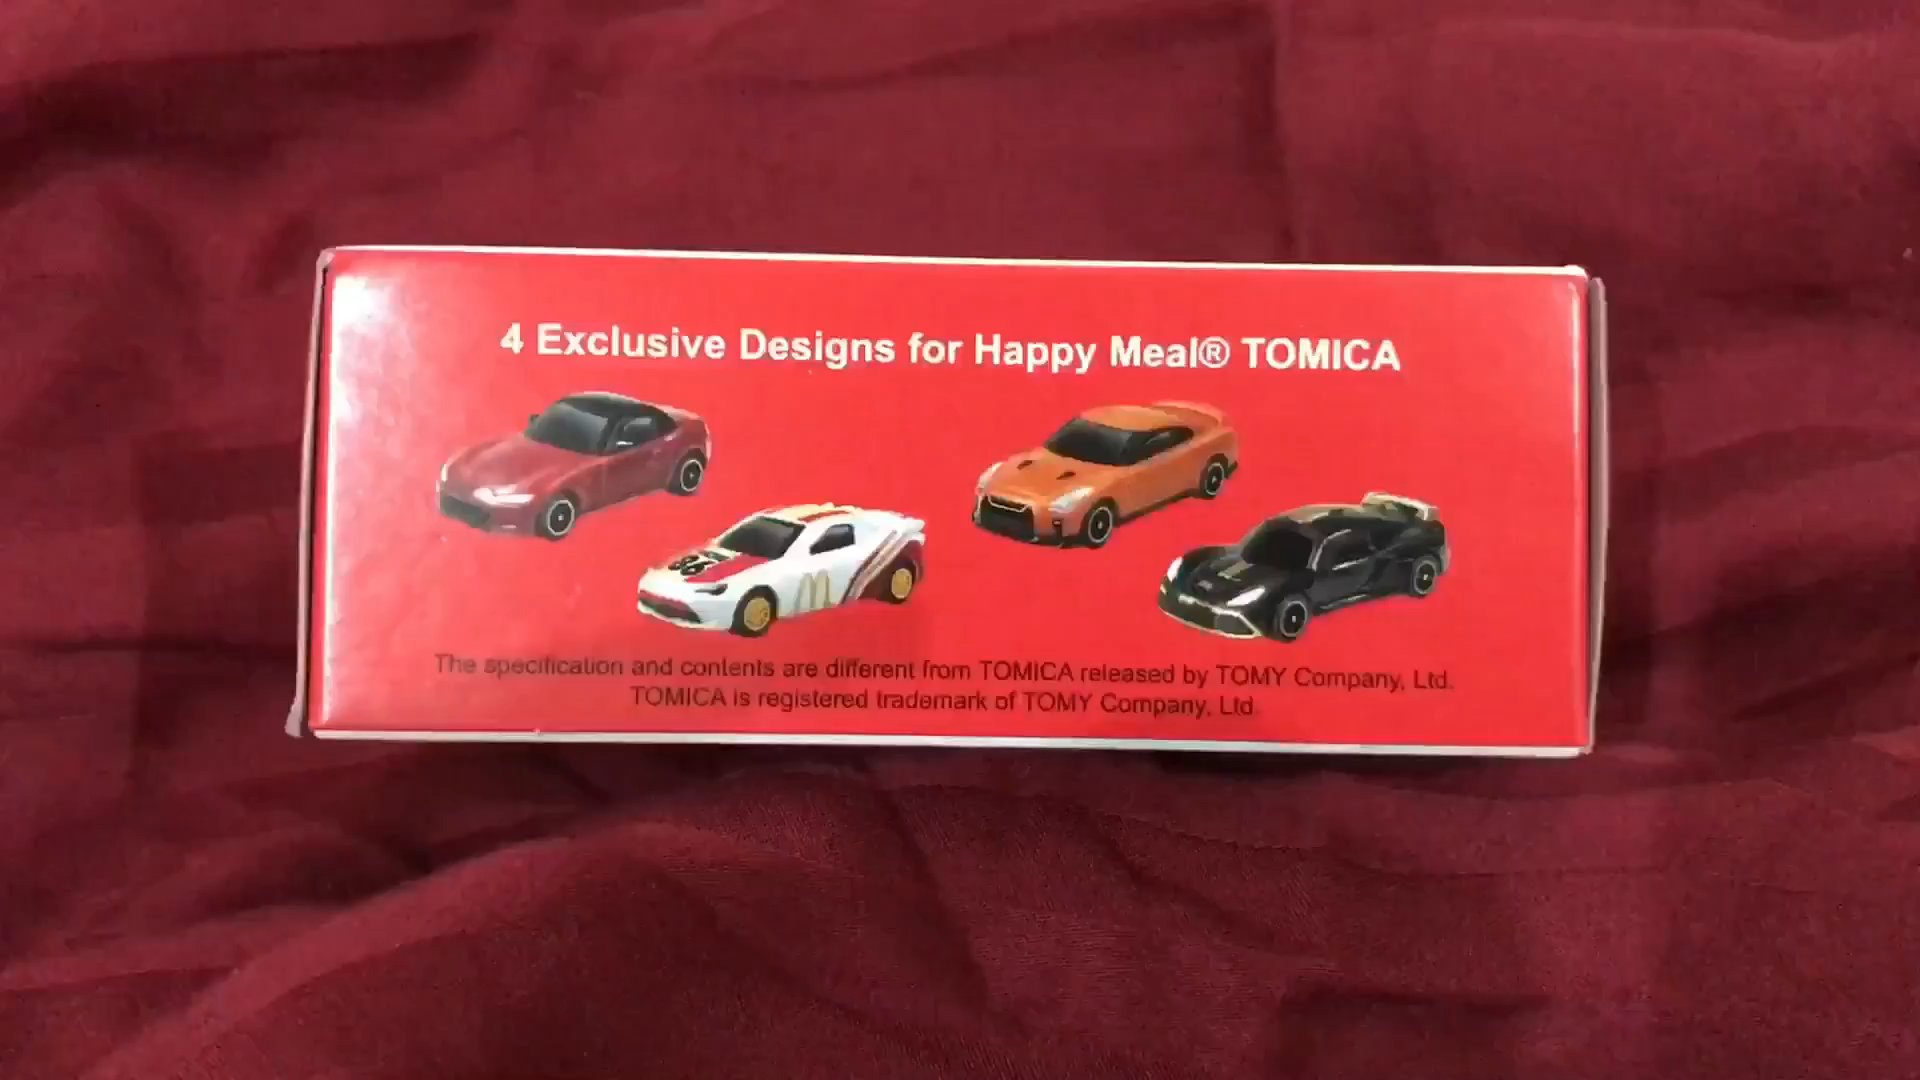 4 Exclusive Designs for Happy Meal® TOMICA
The specification and contents are different from TOMICA released by TOMY Company, Ltd.
TOMICA is registered trademark of TOMY Company, Ltd.